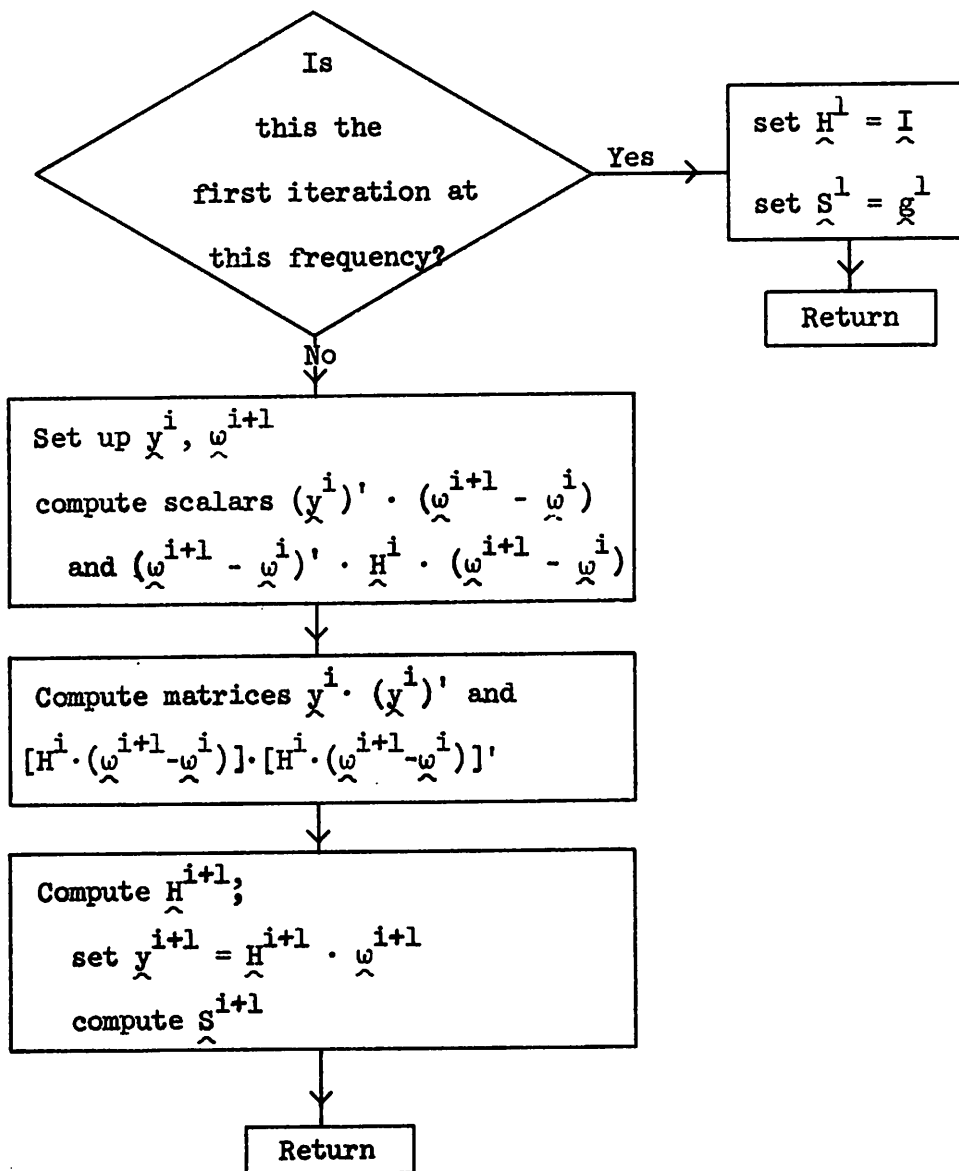 Is
this the
first iteration at
this frequency?
Yes
set H^1 = I
set S^1 = g^1
Return
No
Set up y^i, ω^{i+1}
compute scalars (y^i)' · (ω^{i+1} - ω^i)
and (ω^{i+1} - ω^i)' · H^i · (ω^{i+1} - ω^i)
Compute matrices y^i · (y^i)' and
[H^i · (ω^{i+1} - ω^i)] · [H^i · (ω^{i+1} - ω^i)]'
Compute H^{i+1};
set y^{i+1} = H^{i+1} · ω^{i+1}
compute S^{i+1}
Return